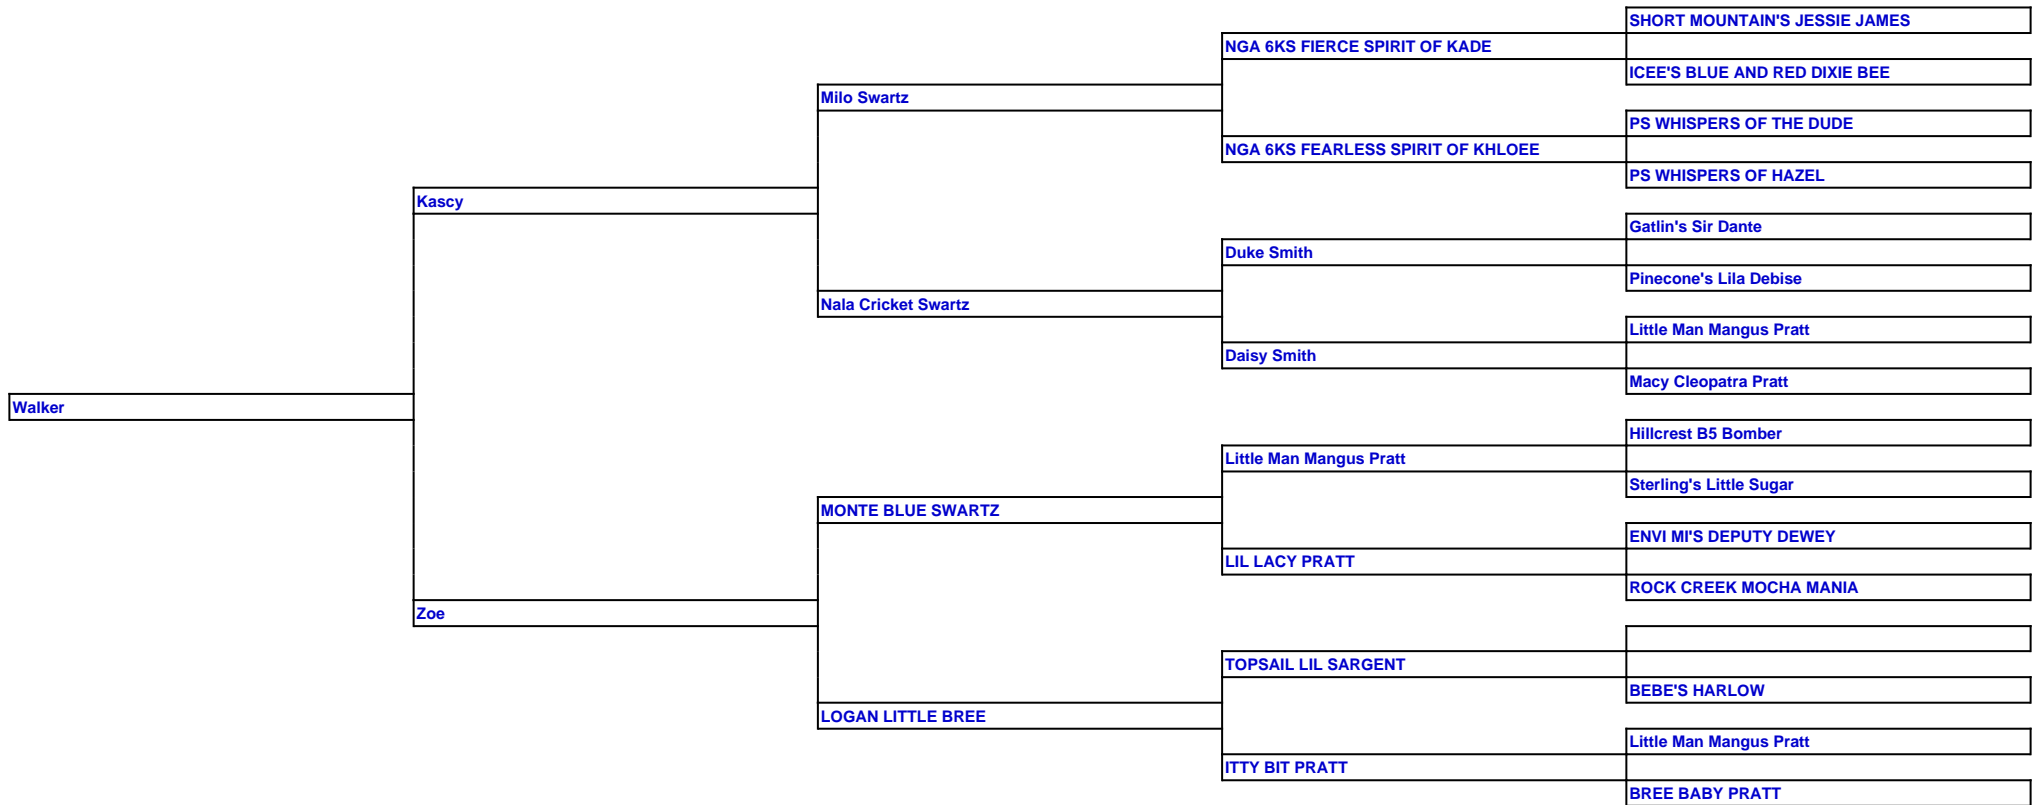 SHORT MOUNTAIN'S JESSIE JAMES
NGA 6KS FIERCE SPIRIT OF KADE
ICEE'S BLUE AND RED DIXIE BEE
Milo Swartz
PS WHISPERS OF THE DUDE
NGA 6KS FEARLESS SPIRIT OF KHLOEE
PS WHISPERS OF HAZEL
Kascy
Gatlin's Sir Dante
Duke Smith
Pinecone's Lila Debise
Nala Cricket Swartz
Little Man Mangus Pratt
Daisy Smith
Macy Cleopatra Pratt
Walker
Hillcrest B5 Bomber
Little Man Mangus Pratt
Sterling's Little Sugar
MONTE BLUE SWARTZ
ENVI MI'S DEPUTY DEWEY
LIL LACY PRATT
ROCK CREEK MOCHA MANIA
Zoe
TOPSAIL LIL SARGENT
BEBE'S HARLOW
LOGAN LITTLE BREE
Little Man Mangus Pratt
ITTY BIT PRATT
BREE BABY PRATT